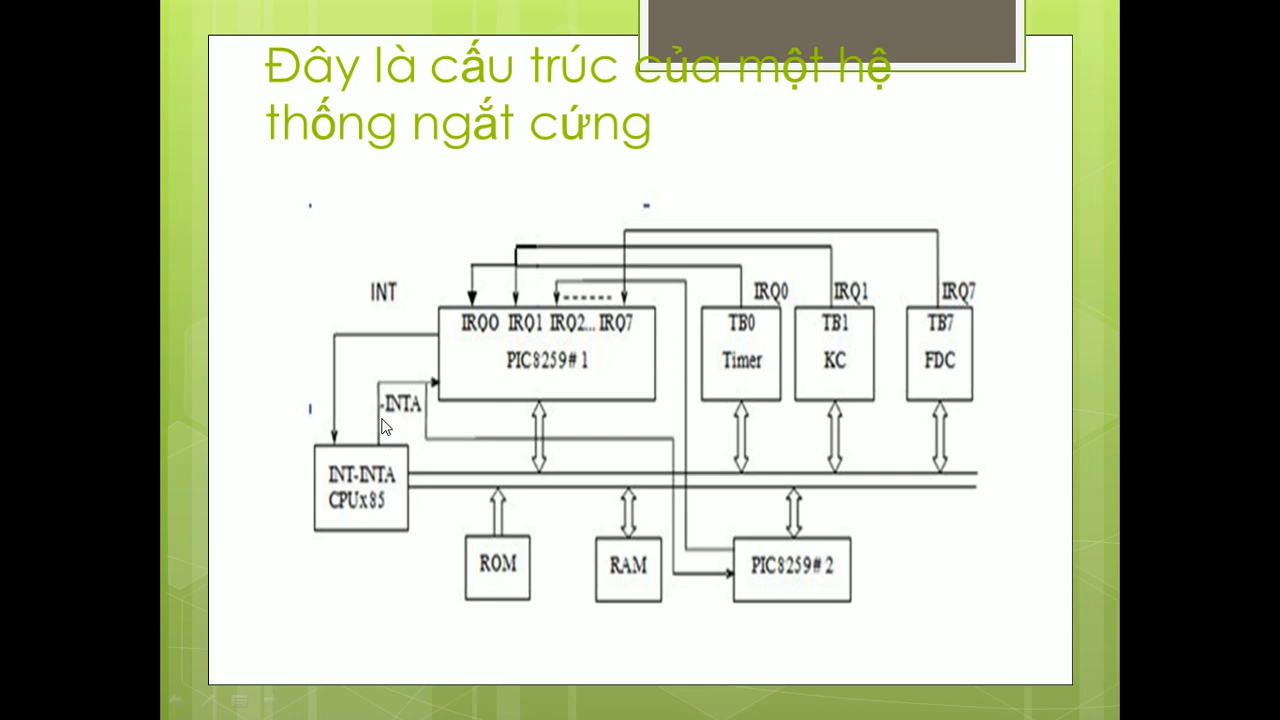 Đây là cấu trúc của một hệ
thống ngắt cứng
INT
IRQ0
IRQ1
IRQ7
IRQ0 IRQ1 IRQ2... IRQ7
PIC8259#1
TB0
Timer
TB1
KC
TB7
FDC
-INTA
INT-INTA
CPUx85
ROM
RAM
PIC8259#2